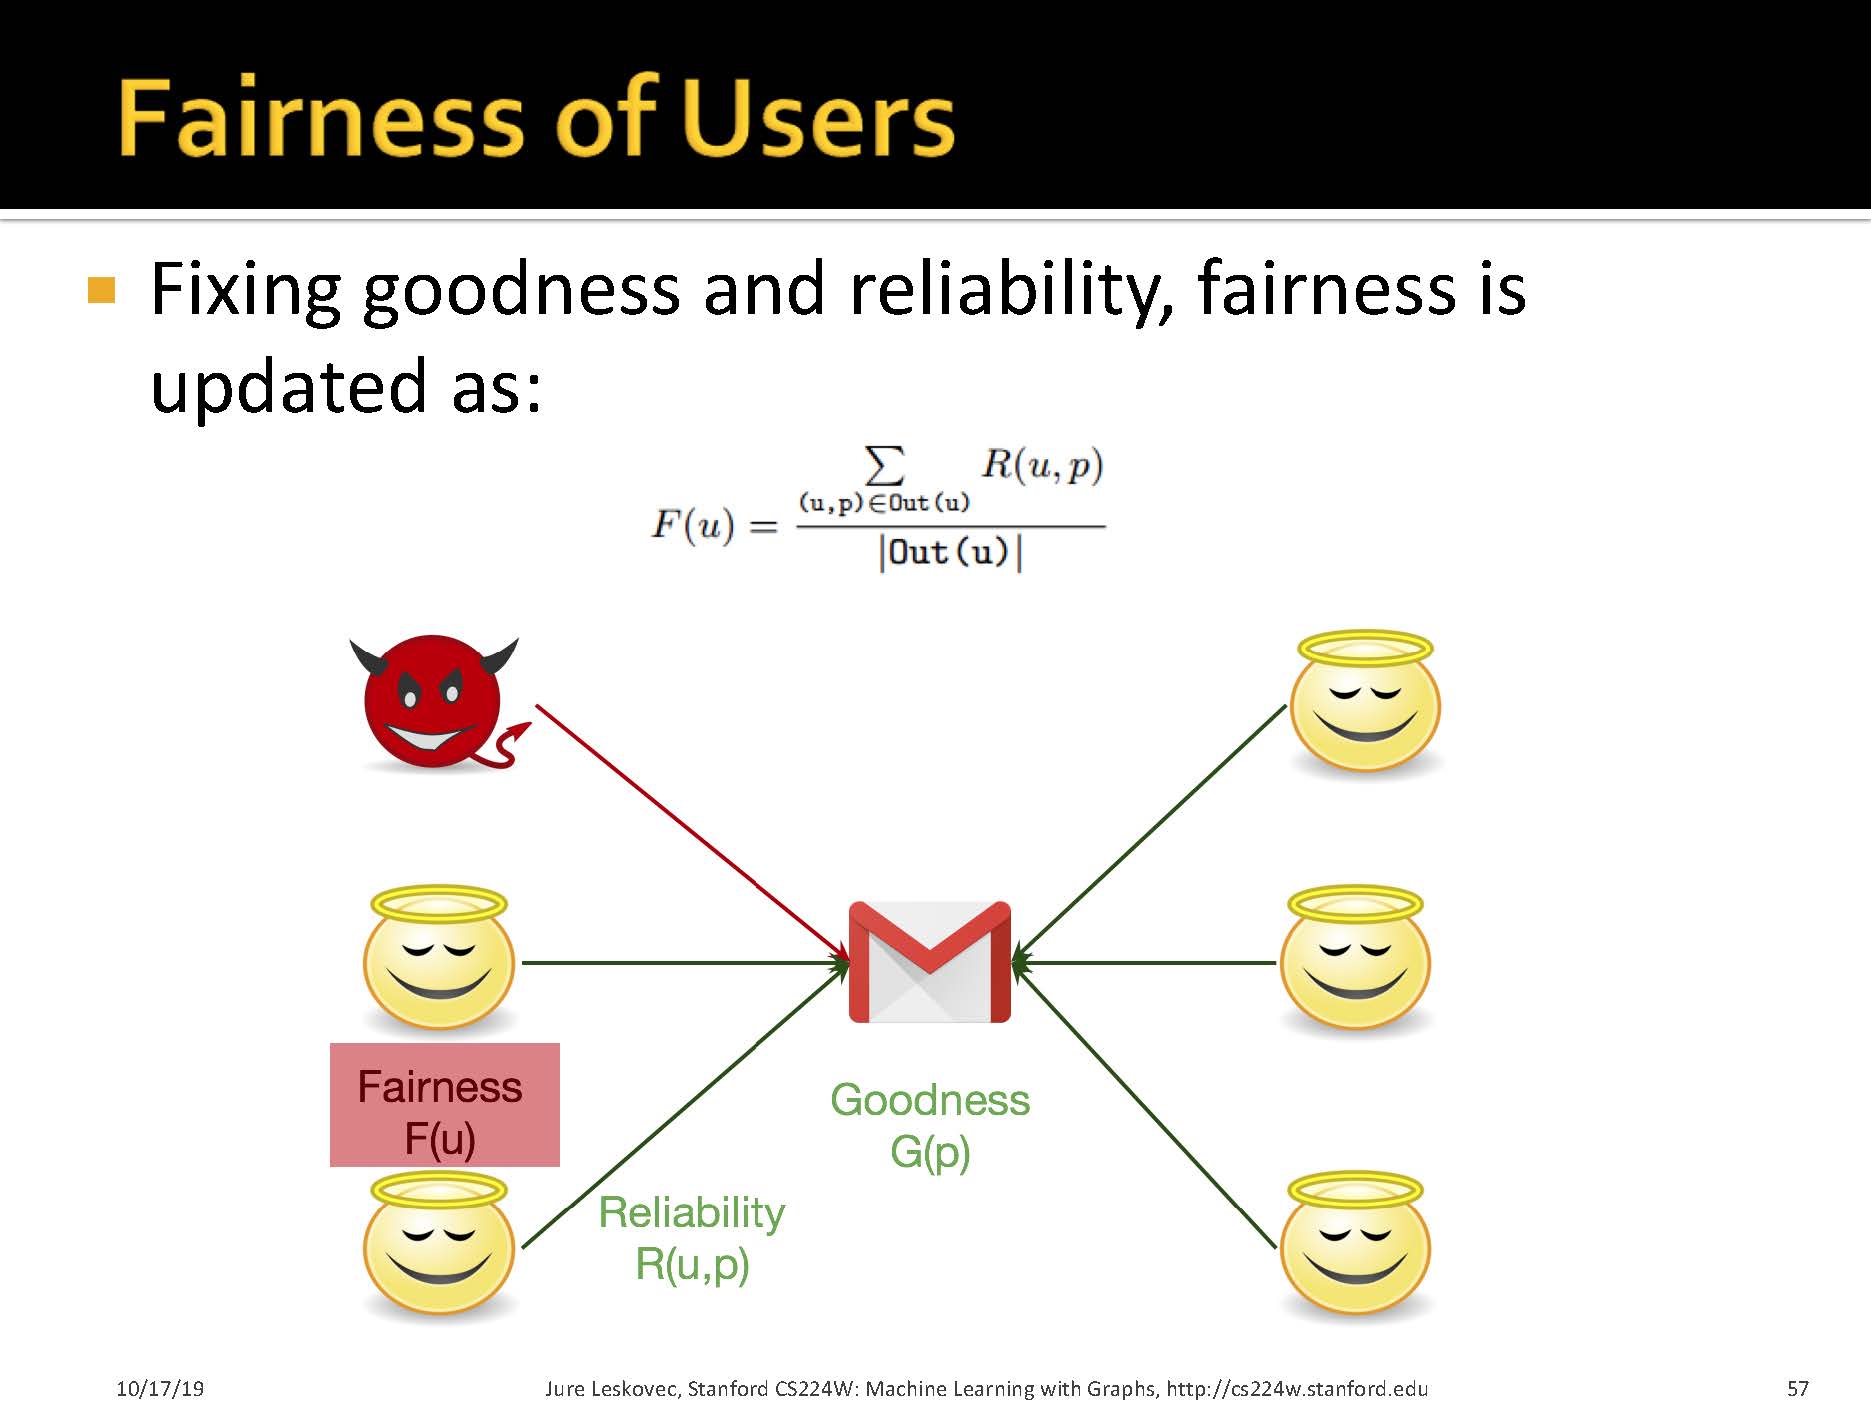 Fairness of Users
Fixing goodness and reliability, fairness is
updated as:
F(u) = \frac{\sum_{(u,p)∈Out(u)} R(u,p)}{|Out(u)|}
Fairness
F(u)
Goodness
G(p)
Reliability
R(u,p)
10/17/19
Jure Leskovec, Stanford CS224W: Machine Learning with Graphs, http://cs224w.stanford.edu
57